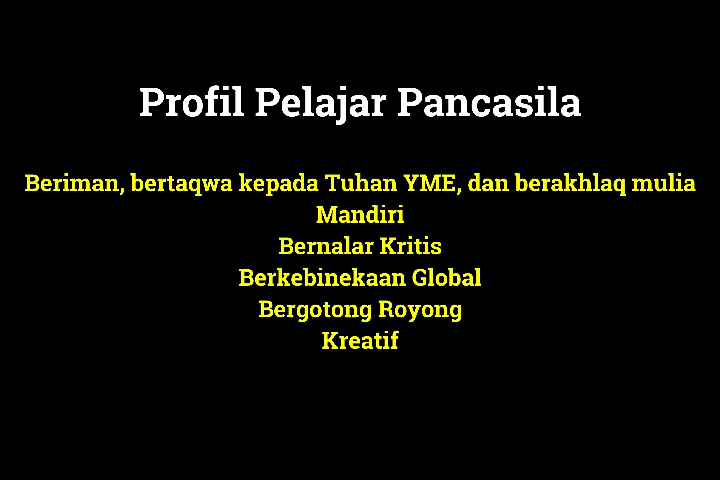 Profil Pelajar Pancasila
Beriman, bertaqwa kepada Tuhan YME, dan berakhlaq mulia
Mandiri
Bernalar Kritis
Berkebinekaan Global
Bergotong Royong
Kreatif